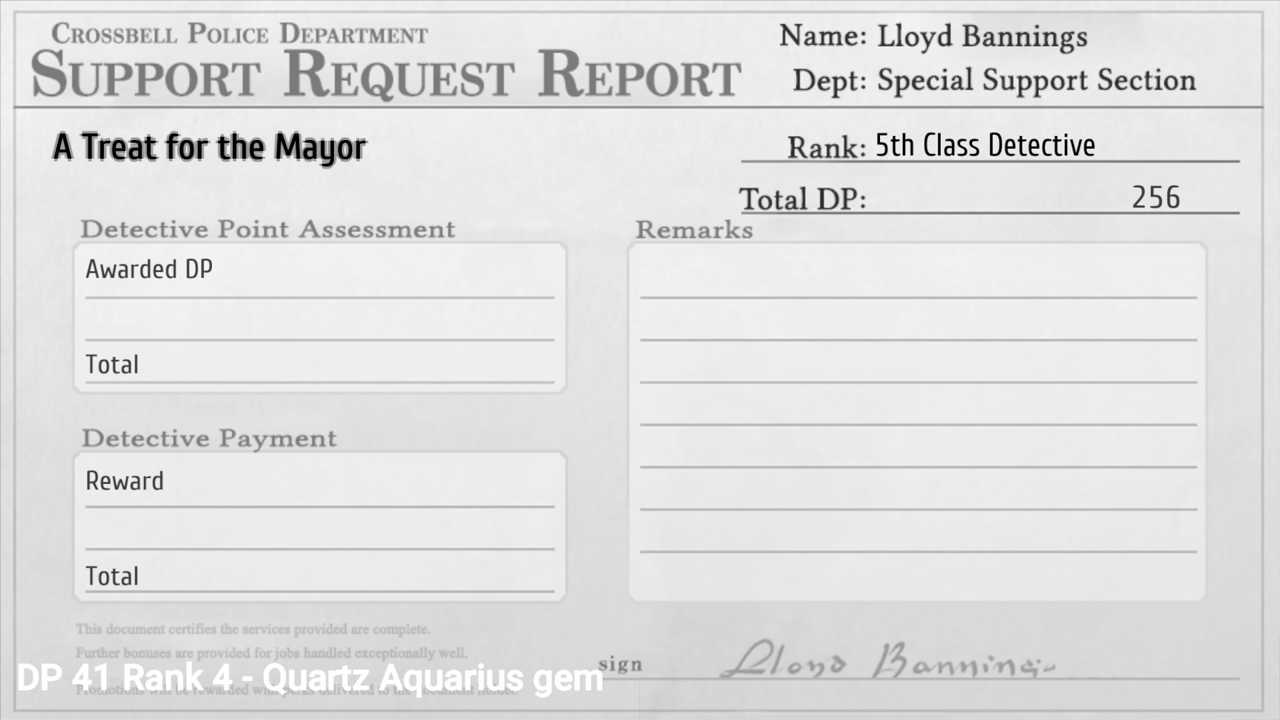 CROSSBELL POLICE DEPARTMENT
SUPPORT REQUEST REPORT
Name: Lloyd Bannings
Dept: Special Support Section
A Treat for the Mayor
Rank: 5th Class Detective
Total DP: 256
Detective Point Assessment
Awarded DP
Total
Remarks
Detective Payment
Reward
Total
This document certifies the services provided are complete.
Further bonuses are provided for jobs handled exceptionally well.
DP 41 Rank 4 - Quartz Aquarius gem
sign Lloyd Bannings